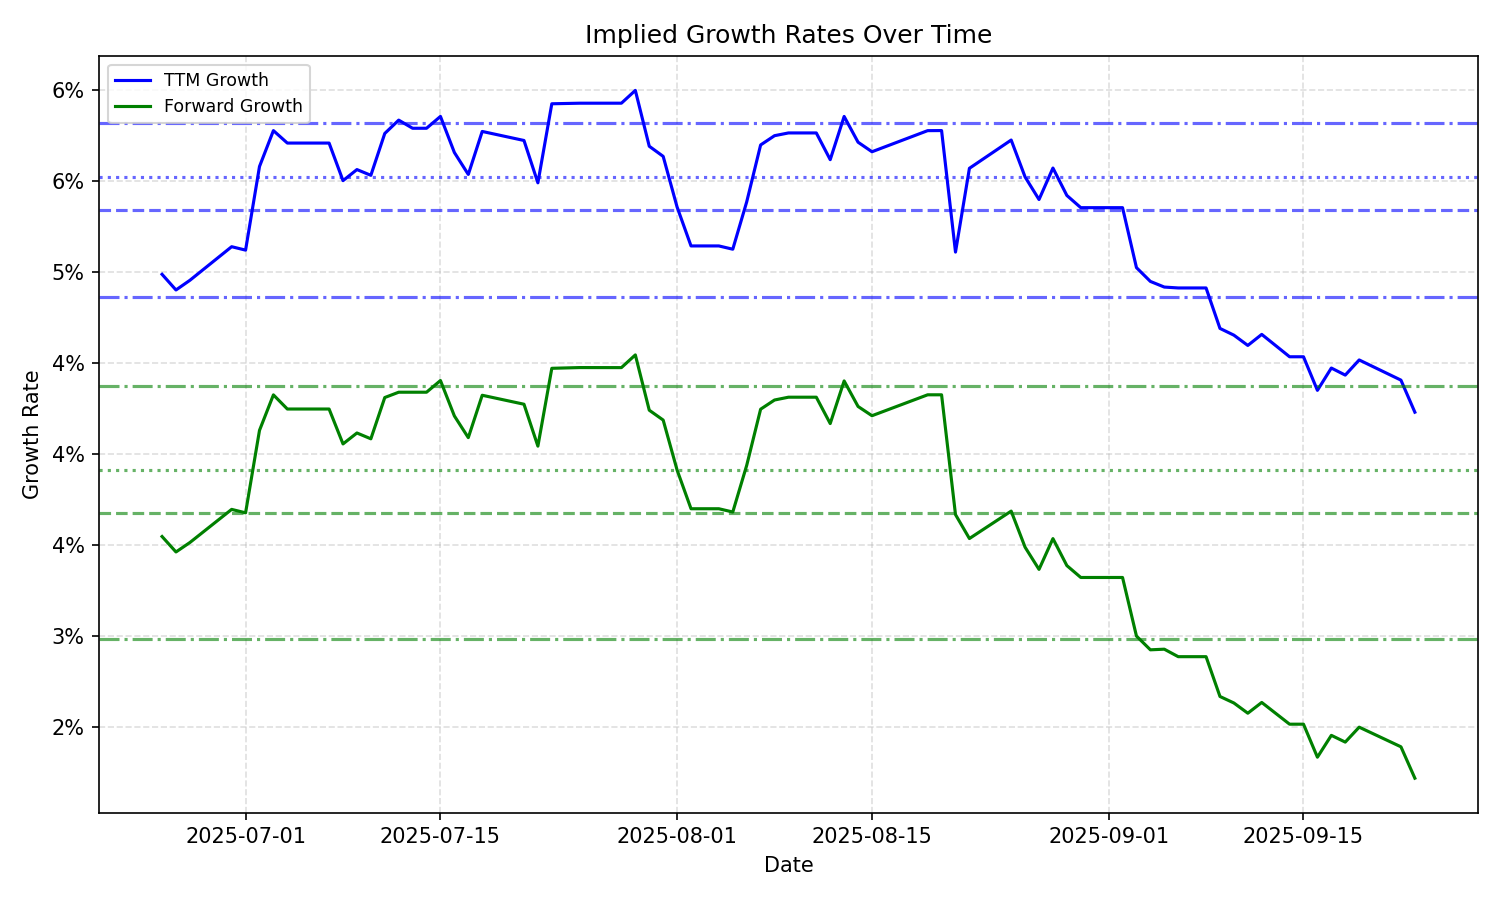 Implied Growth Rates Over Time
TTM Growth
Forward Growth
6%
6%
5%
4%
4%
4%
3%
2%
Growth Rate
2025-07-01
2025-07-15
2025-08-01
2025-08-15
2025-09-01
2025-09-15
Date